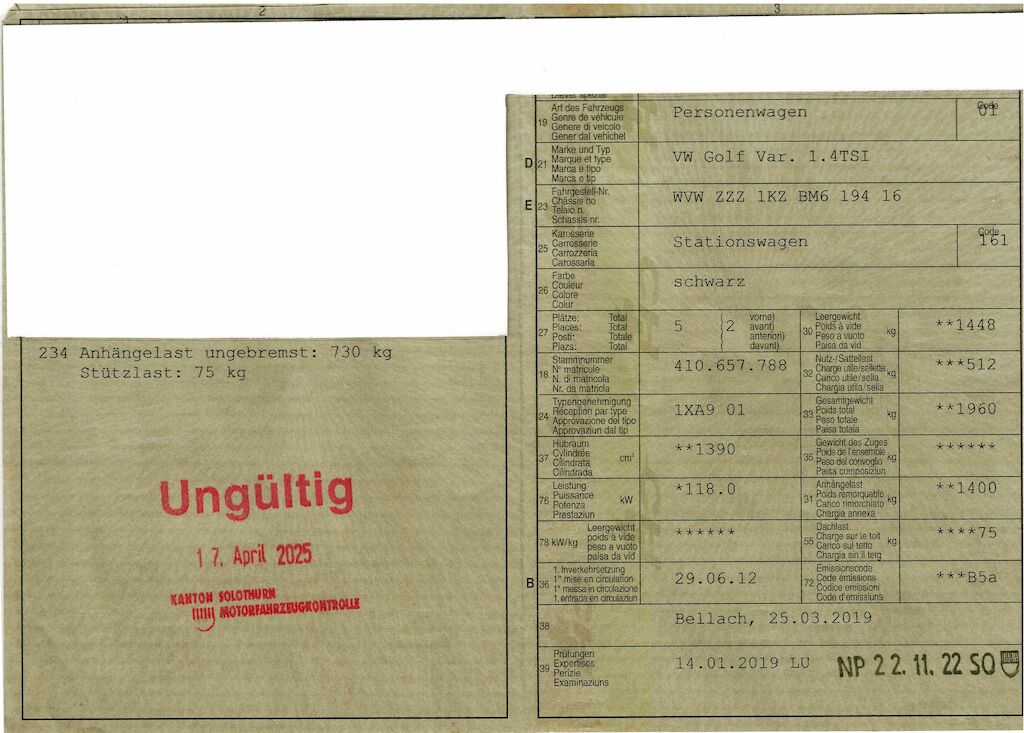 2
234 Anhängelast ungebremst: 730 kg
Stützlast: 75 kg
Ungültig
17. April 2025
KANTON SOLOTHURN
MOTORFAHRZEUGKONTROLLE
3
19
Art des Fahrzeugs
Genre de véhicule
Genere di veicolo
Gener dal vehichel
Personenwagen
Code
01
D 21
Marke und Typ
Marque et type
Marca e tipo
Marca e tip
VW Golf Var. 1.4TSI
E 23
Fahrgestell-Nr.
Châssis no
Telaio n.
Schassis nr.
WVW ZZZ 1KZ BM6 194 16
25
Karosserie
Carrosserie
Carrozzeria
Carossaria
Stationswagen
Code
161
26
Farbe
Couleur
Colore
Colur
schwarz
27
Plätze: Total
Places: Total
Posti: Totale
Plazs: Total
5 (2 vorne)
( avant)
( anteriori)
( davant)
30
Leergewicht
Poids à vide
Peso a vuoto
Paisa da vid
kg
**1448
18
Stammnummer
N° matricule
N. di matricola
Nr. da matricla
410.657.788
32
Nutz-/Sattellast
Charge utile/sellette
Carico utile/sella
Chargia utila/sella
kg
***512
24
Typengenehmigung
Réception par type
Approvazione del tipo
Approvaziun dal tip
1XA9 01
33
Gesamtgewicht
Poids total
Peso totale
Paisa totala
kg
**1960
37
Hubraum
Cylindrée
Cilindrata
Cilindrada
cm³
**1390
35
Gewicht des Zuges
Poids de l'ensemble
Peso del convoglio
Paisa cumposiziun
kg
******
76
Leistung
Puissance
Potenza
Prestaziun
kW
*118.0
31
Anhängelast
Poids remorquable
Carico rimorchiato
Chargia annexa
kg
**1400
78 kW/kg
Leergewicht
poids à vide
peso a vuoto
paisa da vid
******
55
Dachlast
Charge sur le toit
Carico sul tetto
Chargia sin il tetg
kg
****75
B 36
1. Inverkehrsetzung
1re mise en circulation
1a messa in circolazione
1. entrada en circulaziun
29.06.12
72
Emissionscode
Code émissions
Codice emissioni
Code d'emissiuns
***B5a
38
Bellach, 25.03.2019
39
Prüfungen
Expertises
Perizie
Examinaziuns
14.01.2019 LU
NP 22.11.22 SO